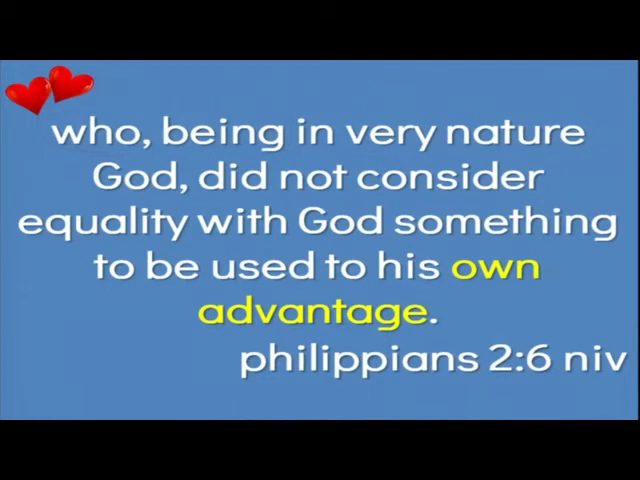 who, being in very nature
God, did not consider
equality with God something
to be used to his own
advantage.
philippians 2:6 niv